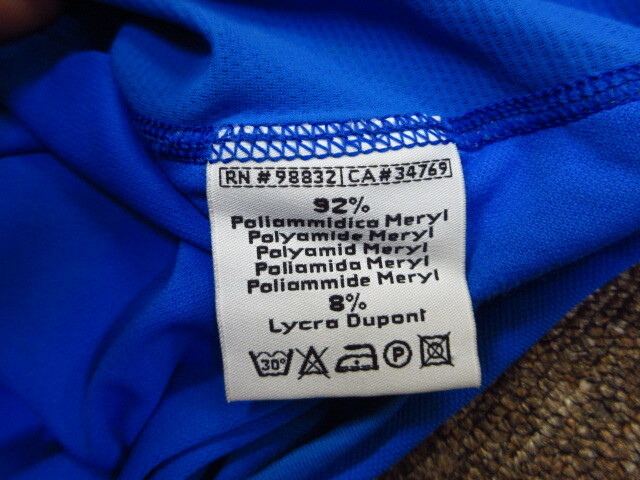 RN # 98832 CA # 34769
92%
Poliammidica Meryl
Polyamide Meryl
Polyamid Meryl
Poliamida Meryl
Poliammide Meryl
8%
Lycra Dupont
30° P